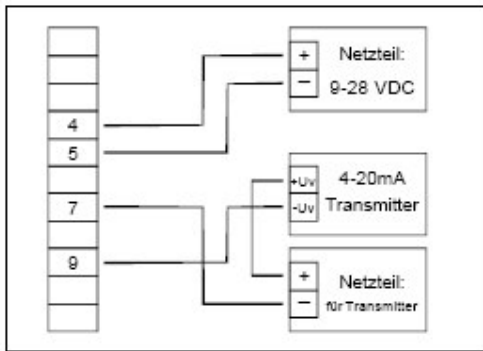 4
5
7
9
+
−
Netzteil:
9-28 VDC
+Uv
-Uv
4-20mA
Transmitter
+
−
Netzteil:
für Transmitter